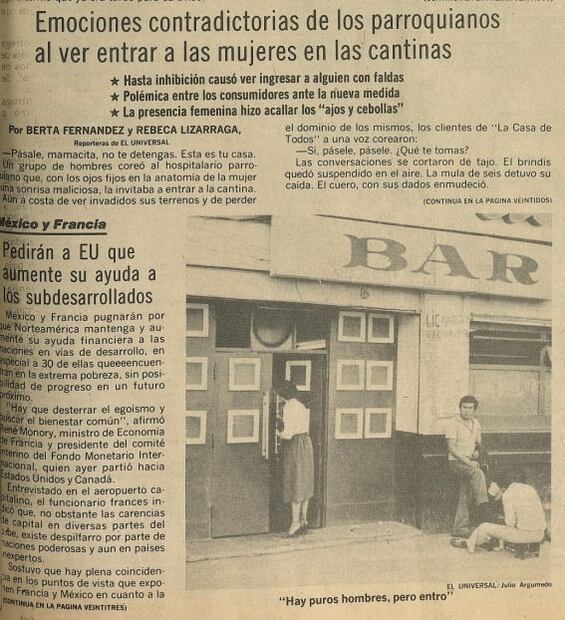 Emociones contradictorias de los parroquianos
al ver entrar a las mujeres en las cantinas
★ Hasta inhibición causó ver ingresar a alguien con faldas
★ Polémica entre los consumidores ante la nueva medida
★ La presencia femenina hizo acallar los "ajos y cebollas"
Por BERTA FERNANDEZ y REBECA LIZARRAGA,
Reporteras de EL UNIVERSAL
—Pásale, mamacita, no te detengas. Esta es tu casa.
Un grupo de hombres coreó al hospitalario parro-
quiano que, con los ojos fijos en la anatomía de la mujer
una sonrisa maliciosa, la invitaba a entrar a la cantina.
Aún a costa de ver invadidos sus terrenos y de perder
el dominio de los mismos, los clientes de "La Casa de
Todos" a una voz corearon:
—Sí, pásele, pásele. ¿Qué te tomas?
Las conversaciones se cortaron de tajo. El brindis
quedó suspendido en el aire. La mula de seis detuvo su
caída. El cuero, con sus dados enmudeció.
(CONTINUA EN LA PAGINA VEINTIDOS)
México y Francia
Pedirán a EU que
aumente su ayuda a
los subdesarrollados
México y Francia pugnarán por
que Norteamérica mantenga y au-
mente su ayuda financiera a las
naciones en vías de desarrollo, en
especial a 30 de ellas queeeencuen-
tran en la extrema pobreza, sin posi-
bilidad de progreso en un futuro
próximo.
"Hay que desterrar el egoísmo y
buscar el bienestar común", afirmó
René Monory, ministro de Economía
de Francia y presidente del comité
interino del Fondo Monetario Inter-
nacional, quien ayer partió hacia
Estados Unidos y Canadá.
Entrevistado en el aeropuerto ca-
pitalino, el funcionario frances in-
dicó que, no obstante las carencias
de capital en diversas partes del
orbe, existe despilfarro por parte de
naciones poderosas y aun en países
inexpertos.
Sostuvo que hay plena coinciden-
cia en los puntos de vista que expo-
nen Francia y México en cuanto a la
(CONTINUA EN LA PAGINA VEINTITRES)
BAR
LIC
EL UNIVERSAL/Julio Argumedo
"Hay puros hombres, pero entro"